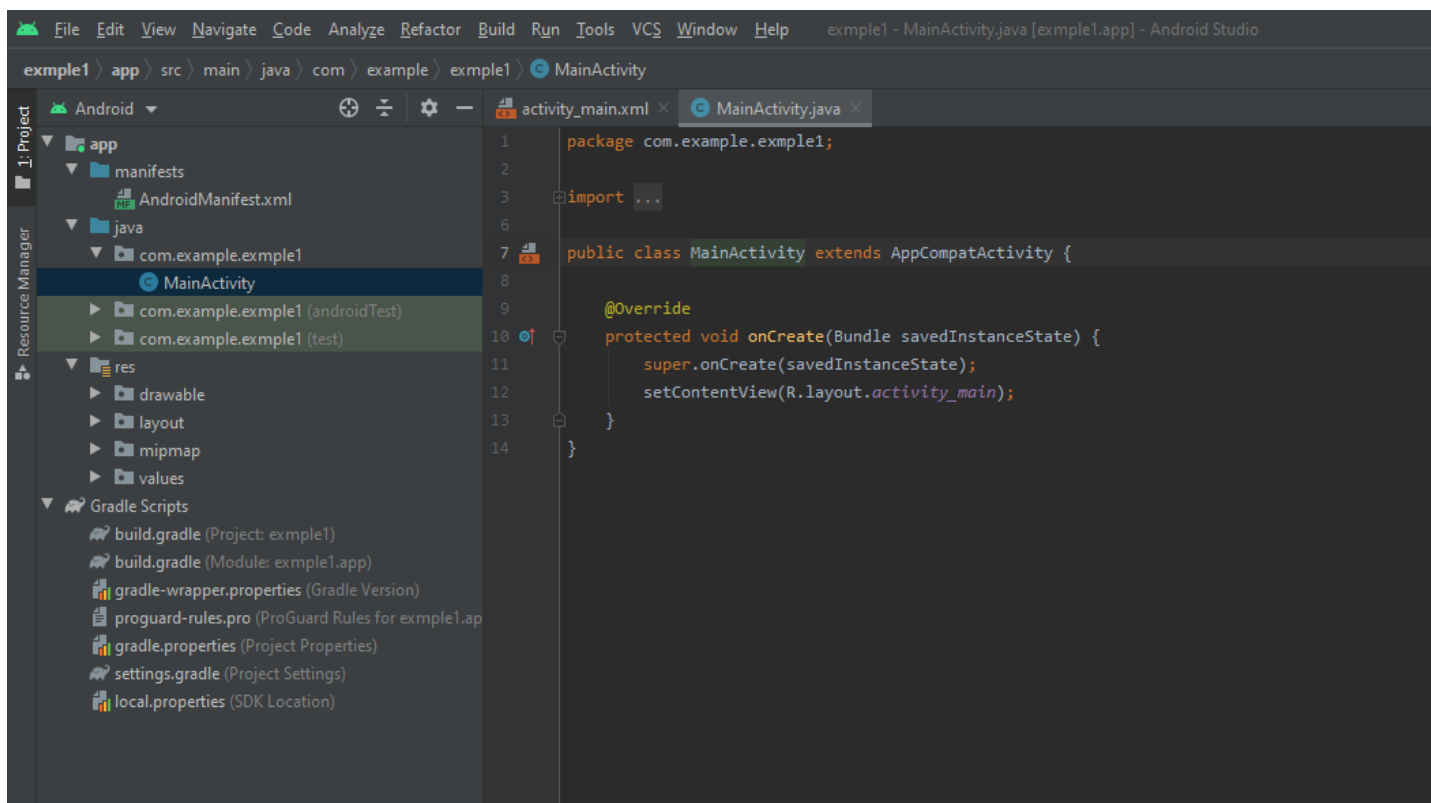 File Edit View Navigate Code Analyze Refactor Build Run Tools VCS Window Help exmple1 - MainActivity.java [exmple1.app] - Android Studio
exmple1 〉 app 〉 src 〉 main 〉 java 〉 com 〉 example 〉 exmple1 〉 C MainActivity
1: Project
Resource Manager
Android
app
manifests
MF AndroidManifest.xml
java
com.example.exmple1
C MainActivity
com.example.exmple1 (androidTest)
com.example.exmple1 (test)
res
drawable
layout
mipmap
values
Gradle Scripts
build.gradle (Project: exmple1)
build.gradle (Module: exmple1.app)
gradle-wrapper.properties (Gradle Version)
proguard-rules.pro (ProGuard Rules for exmple1.ap
gradle.properties (Project Properties)
settings.gradle (Project Settings)
local.properties (SDK Location)
activity_main.xml × C MainActivity.java ×
1 package com.example.exmple1;
2
3 import ...
6
7 public class MainActivity extends AppCompatActivity {
8
9 @Override
10 protected void onCreate(Bundle savedInstanceState) {
11 super.onCreate(savedInstanceState);
12 setContentView(R.layout.activity_main);
13 }
14 }